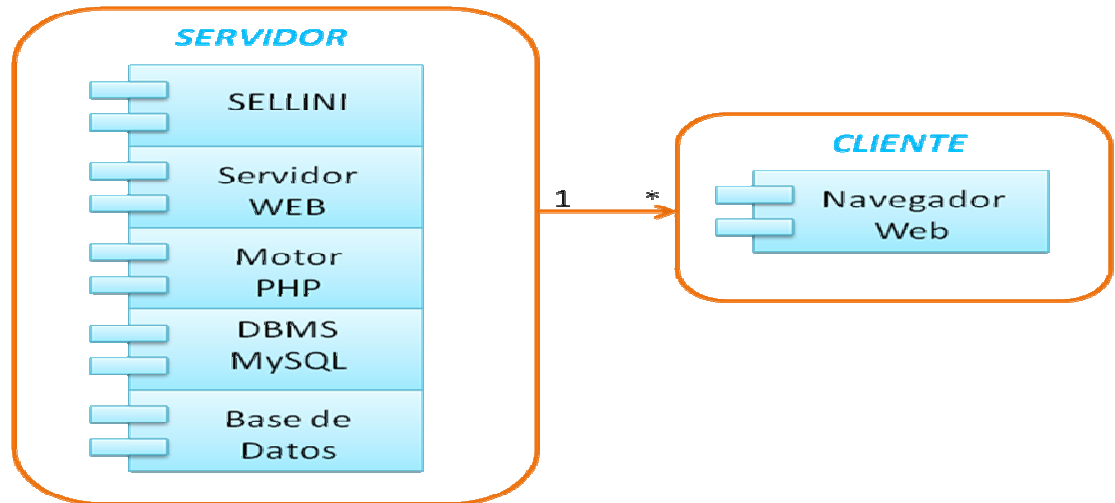 SERVIDOR
SELLINI
Servidor
WEB
Motor
PHP
DBMS
MySQL
Base de
Datos
1
*
CLIENTE
Navegador
Web